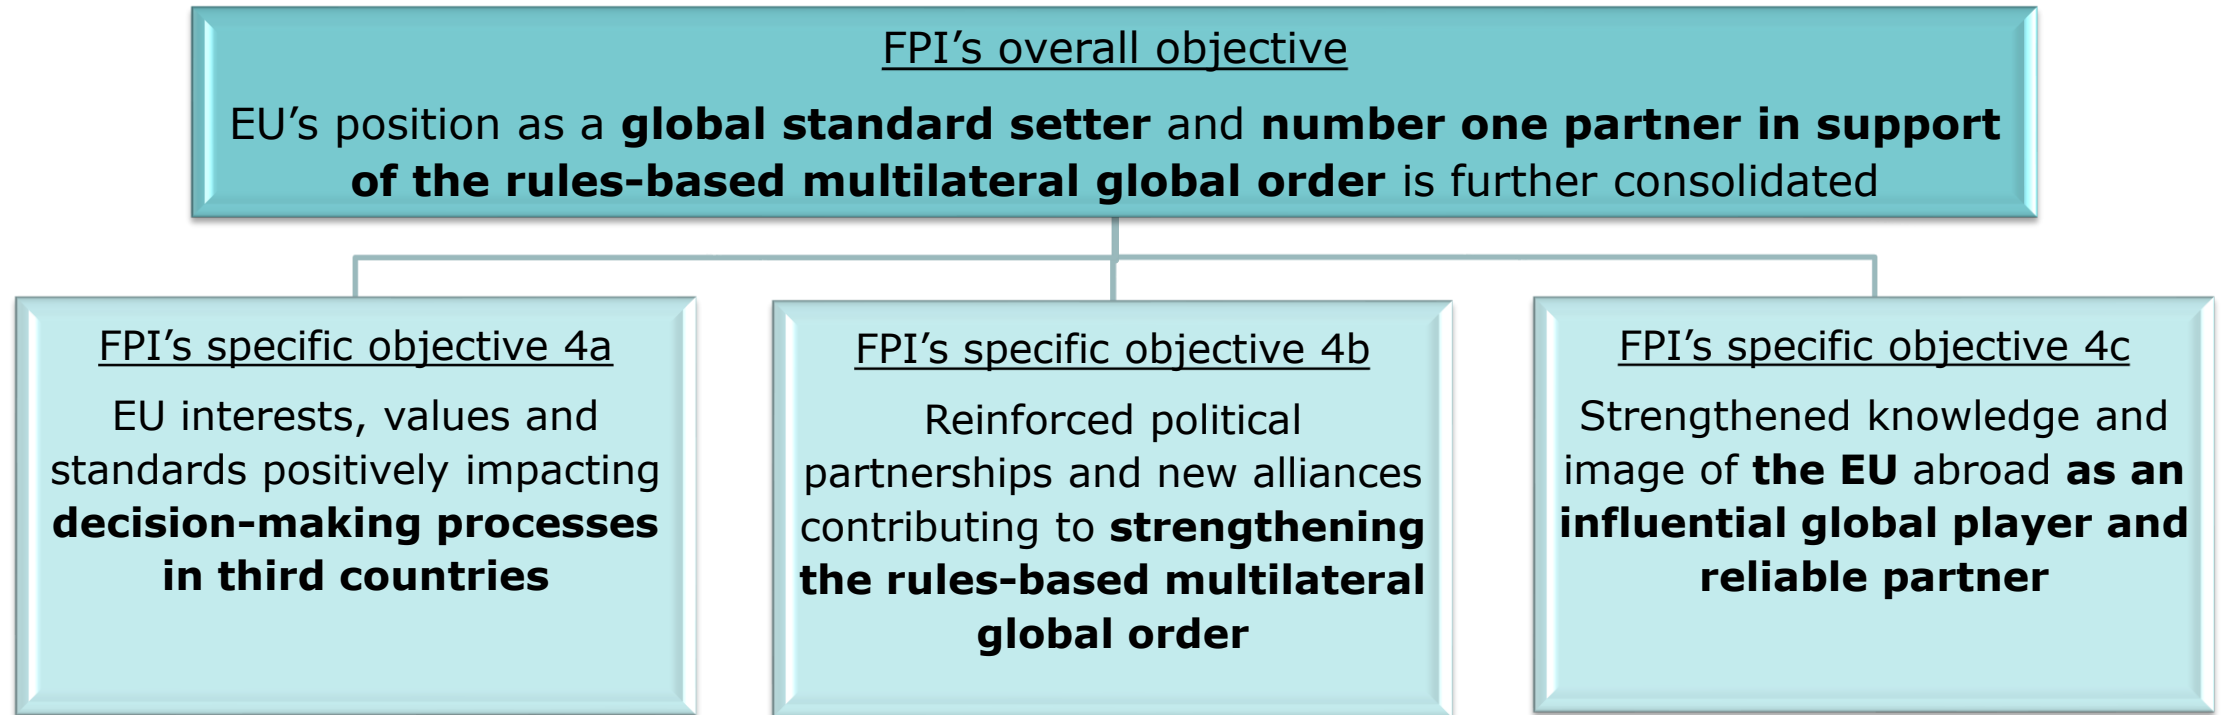 FPI’s overall objective
EU’s position as a global standard setter and number one partner in support
of the rules-based multilateral global order is further consolidated
FPI’s specific objective 4a
EU interests, values and
standards positively impacting
decision-making processes
in third countries
FPI’s specific objective 4b
Reinforced political
partnerships and new alliances
contributing to strengthening
the rules-based multilateral
global order
FPI’s specific objective 4c
Strengthened knowledge and
image of the EU abroad as an
influential global player and
reliable partner